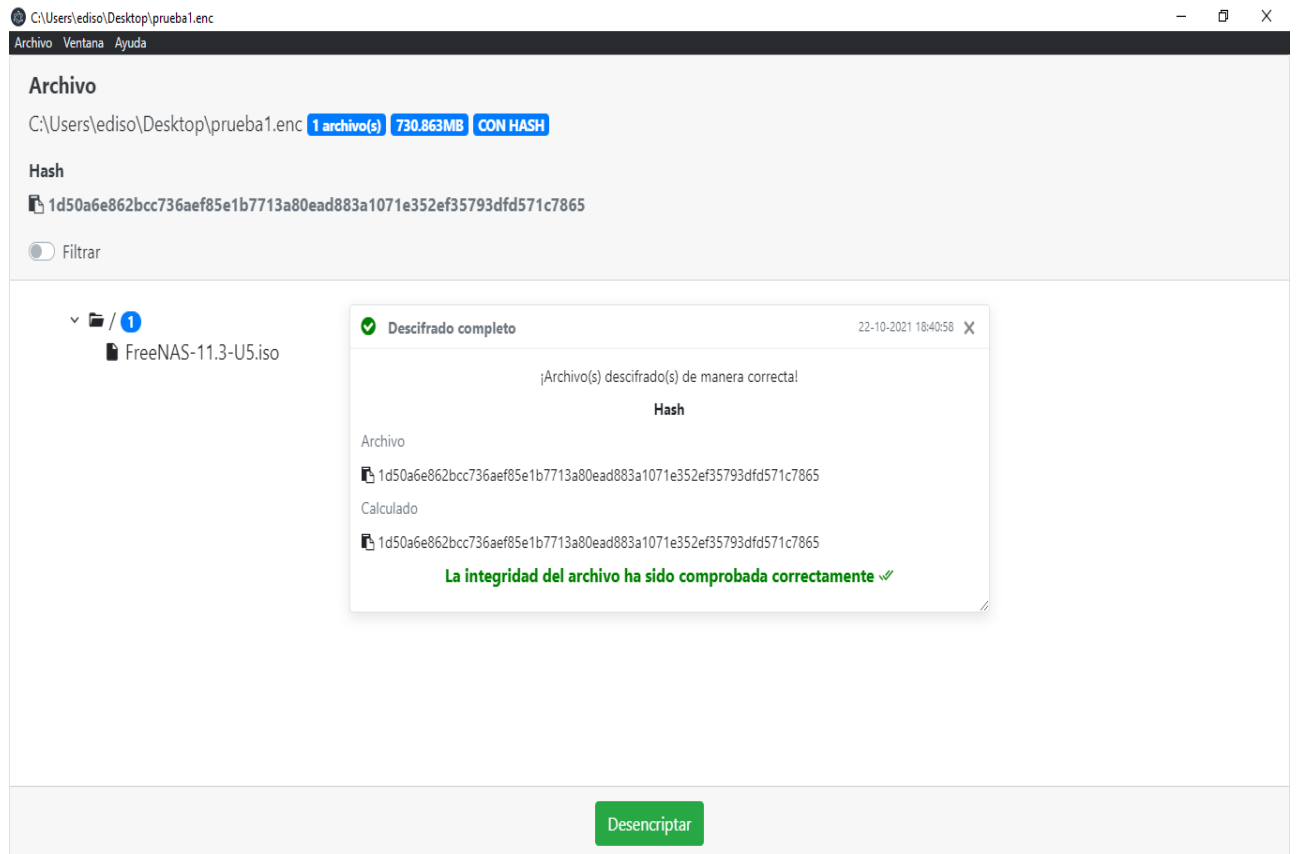 C:\Users\ediso\Desktop\prueba1.enc
Archivo Ventana Ayuda
Archivo
C:\Users\ediso\Desktop\prueba1.enc 1 archivo(s) 730.863MB CON HASH
Hash
1d50a6e862bcc736aef85e1b7713a80ead883a1071e352ef35793dfd571c7865
Filtrar
/ 1
FreeNAS-11.3-U5.iso
Descifrado completo 22-10-2021 18:40:58
¡Archivo(s) descifrado(s) de manera correcta!
Hash
Archivo
1d50a6e862bcc736aef85e1b7713a80ead883a1071e352ef35793dfd571c7865
Calculado
1d50a6e862bcc736aef85e1b7713a80ead883a1071e352ef35793dfd571c7865
La integridad del archivo ha sido comprobada correctamente
Desencriptar